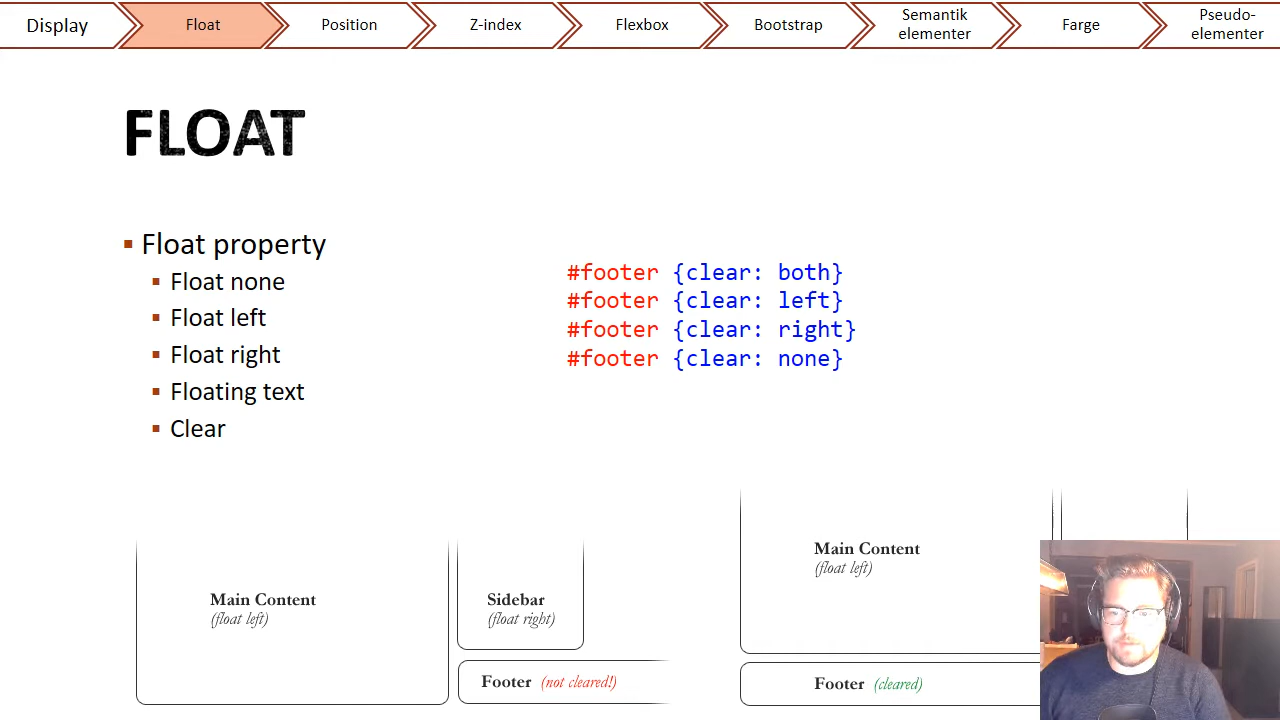 Display
Float
Position
Z-index
Flexbox
Bootstrap
Semantik
elementer
Farge
Pseudo-
elementer
FLOAT
Float property
Float none
Float left
Float right
Floating text
Clear
#footer {clear: both}
#footer {clear: left}
#footer {clear: right}
#footer {clear: none}
Main Content
(float left)
Sidebar
(float right)
Footer (not cleared!)
Main Content
(float left)
Footer (cleared)